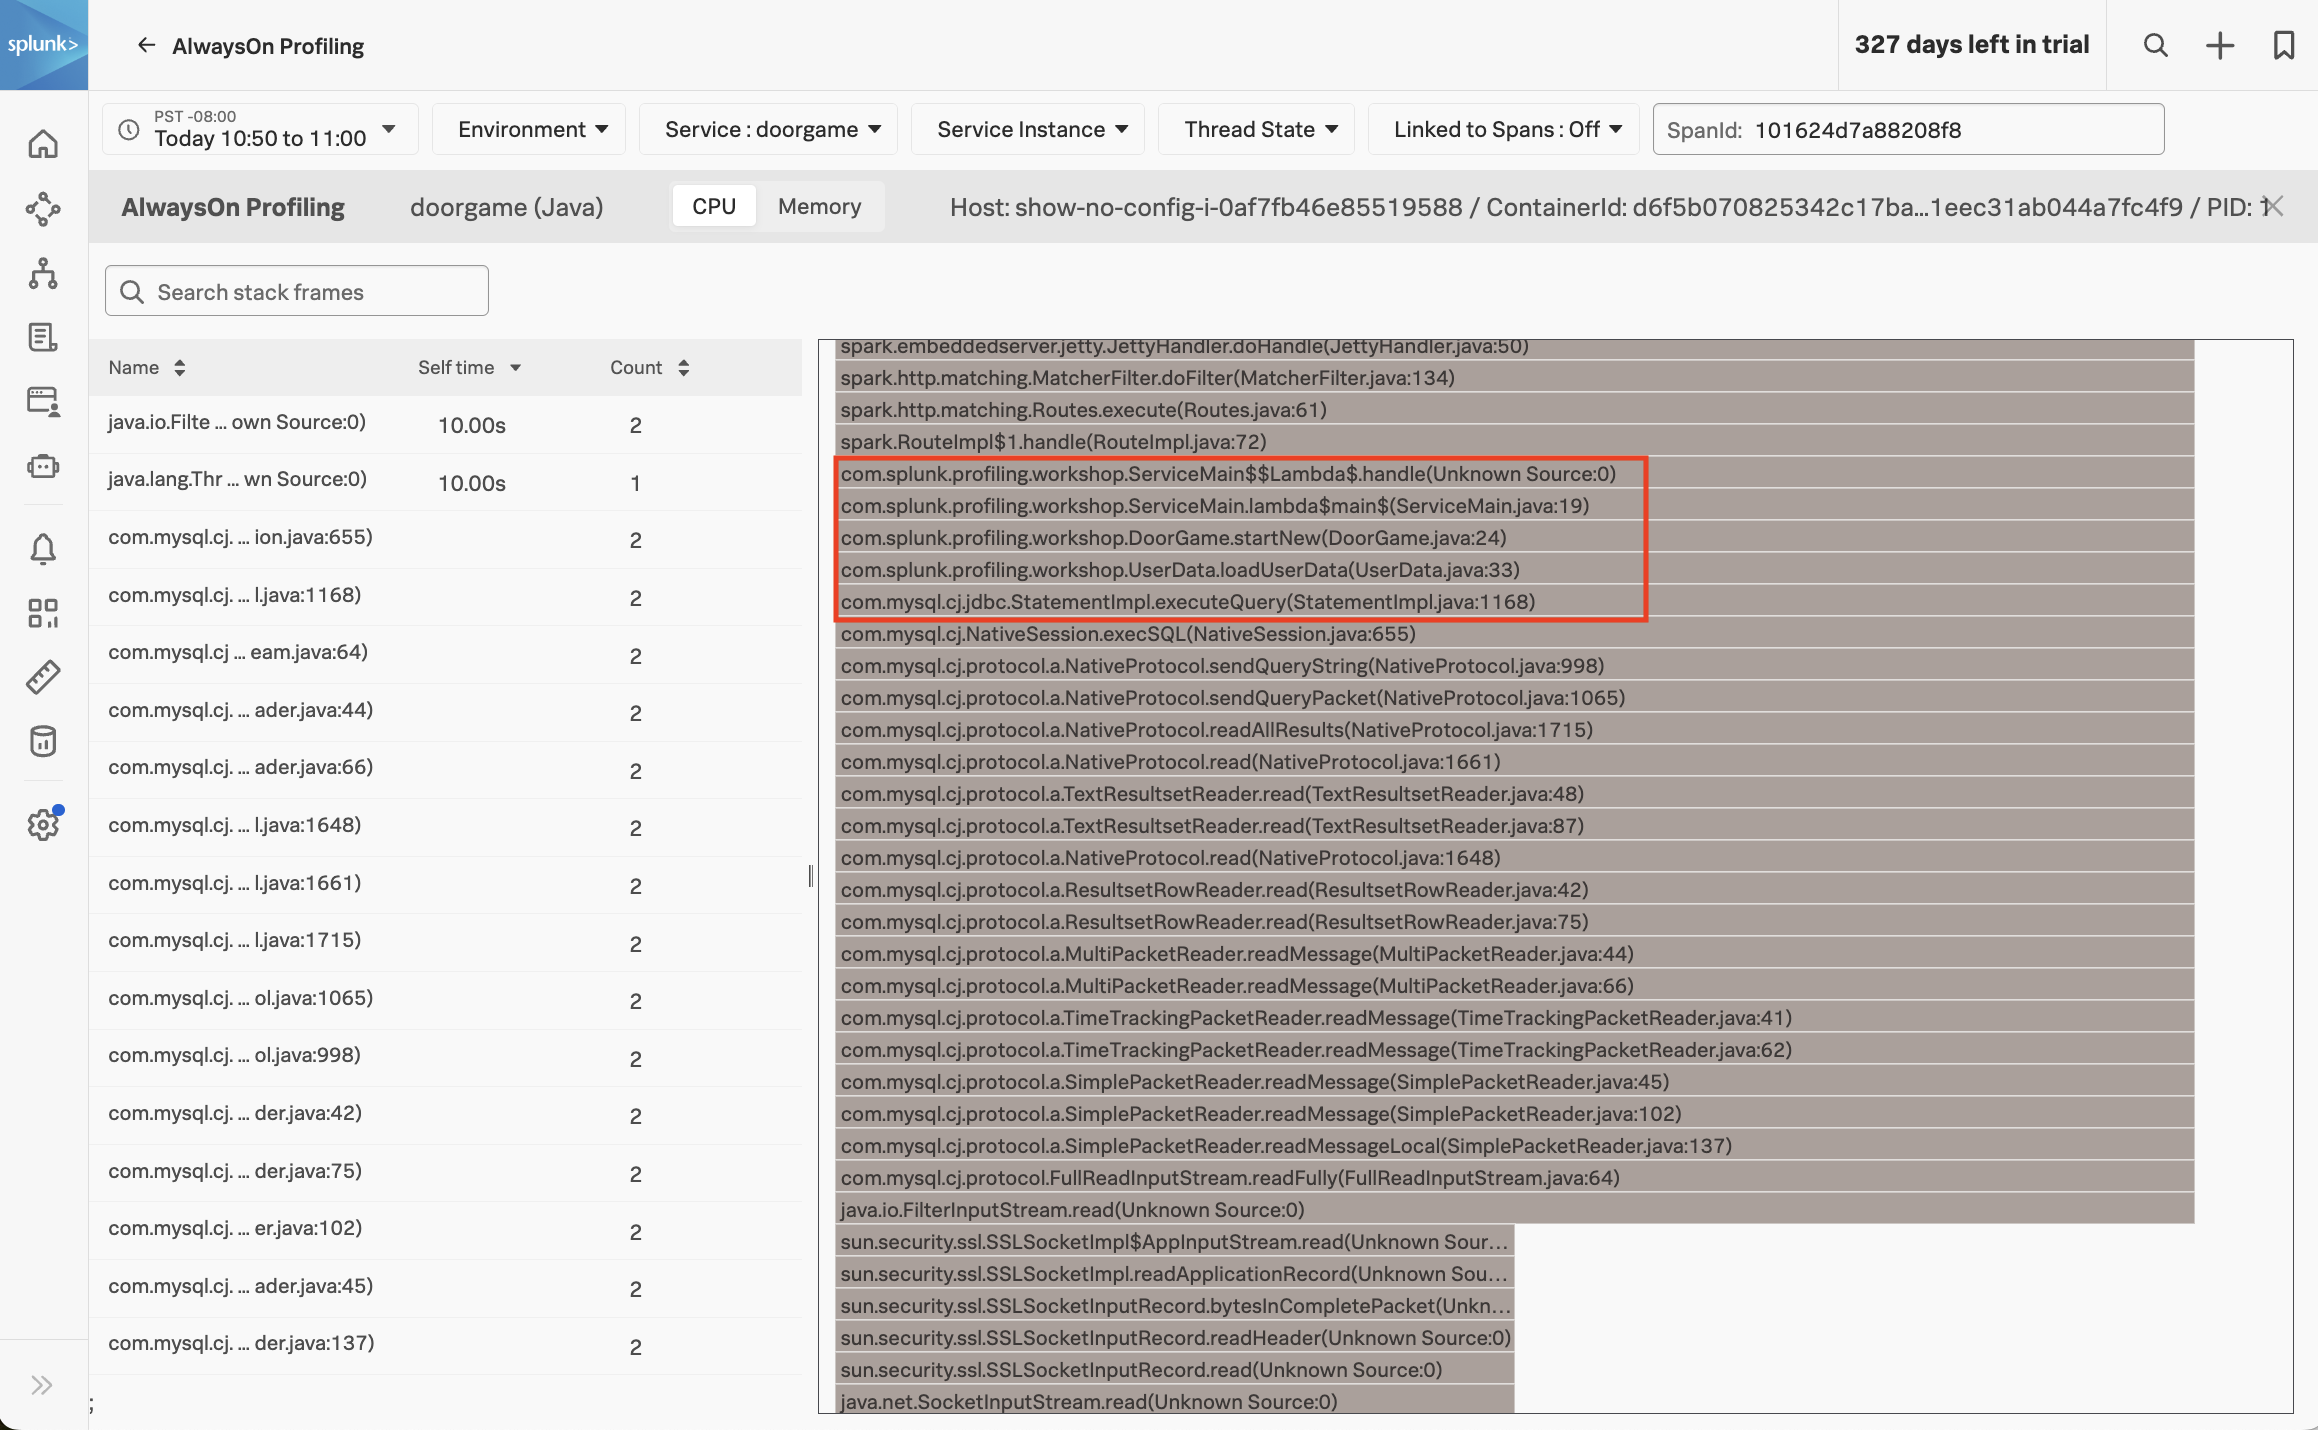 splunk>
AlwaysOn Profiling
327 days left in trial
PST -08:00
Today 10:50 to 11:00
Environment
Service : doorgame
Service Instance
Thread State
Linked to Spans : Off
SpanId: 101624d7a88208f8
AlwaysOn Profiling
doorgame (Java)
CPU
Memory
Host: show-no-config-i-0af7fb46e85519588 / ContainerId: d6f5b070825342c17ba...1eec31ab044a7fc4f9 / PID: 1
Search stack frames
Name Self time Count
java.io.Filte ... own Source:0) 10.00s 2
java.lang.Thr ... wn Source:0) 10.00s 1
com.mysql.cj. ... ion.java:655) 2
com.mysql.cj. ... l.java:1168) 2
com.mysql.cj ... eam.java:64) 2
com.mysql.cj. ... ader.java:44) 2
com.mysql.cj. ... ader.java:66) 2
com.mysql.cj. ... l.java:1648) 2
com.mysql.cj. ... l.java:1661) 2
com.mysql.cj. ... l.java:1715) 2
com.mysql.cj. ... ol.java:1065) 2
com.mysql.cj. ... ol.java:998) 2
com.mysql.cj. ... der.java:42) 2
com.mysql.cj. ... der.java:75) 2
com.mysql.cj. ... er.java:102) 2
com.mysql.cj. ... ader.java:45) 2
com.mysql.cj. ... der.java:137) 2
;
spark.embeddedserver.jetty.JettyHandler.doHandle(JettyHandler.java:50)
spark.http.matching.MatcherFilter.doFilter(MatcherFilter.java:134)
spark.http.matching.Routes.execute(Routes.java:61)
spark.RouteImpl$1.handle(RouteImpl.java:72)
com.splunk.profiling.workshop.ServiceMain$$Lambda$.handle(Unknown Source:0)
com.splunk.profiling.workshop.ServiceMain.lambda$main$(ServiceMain.java:19)
com.splunk.profiling.workshop.DoorGame.startNew(DoorGame.java:24)
com.splunk.profiling.workshop.UserData.loadUserData(UserData.java:33)
com.mysql.cj.jdbc.StatementImpl.executeQuery(StatementImpl.java:1168)
com.mysql.cj.NativeSession.execSQL(NativeSession.java:655)
com.mysql.cj.protocol.a.NativeProtocol.sendQueryString(NativeProtocol.java:998)
com.mysql.cj.protocol.a.NativeProtocol.sendQueryPacket(NativeProtocol.java:1065)
com.mysql.cj.protocol.a.NativeProtocol.readAllResults(NativeProtocol.java:1715)
com.mysql.cj.protocol.a.NativeProtocol.read(NativeProtocol.java:1661)
com.mysql.cj.protocol.a.TextResultsetReader.read(TextResultsetReader.java:48)
com.mysql.cj.protocol.a.TextResultsetReader.read(TextResultsetReader.java:87)
com.mysql.cj.protocol.a.NativeProtocol.read(NativeProtocol.java:1648)
com.mysql.cj.protocol.a.ResultsetRowReader.read(ResultsetRowReader.java:42)
com.mysql.cj.protocol.a.ResultsetRowReader.read(ResultsetRowReader.java:75)
com.mysql.cj.protocol.a.MultiPacketReader.readMessage(MultiPacketReader.java:44)
com.mysql.cj.protocol.a.MultiPacketReader.readMessage(MultiPacketReader.java:66)
com.mysql.cj.protocol.a.TimeTrackingPacketReader.readMessage(TimeTrackingPacketReader.java:41)
com.mysql.cj.protocol.a.TimeTrackingPacketReader.readMessage(TimeTrackingPacketReader.java:62)
com.mysql.cj.protocol.a.SimplePacketReader.readMessage(SimplePacketReader.java:45)
com.mysql.cj.protocol.a.SimplePacketReader.readMessage(SimplePacketReader.java:102)
com.mysql.cj.protocol.a.SimplePacketReader.readMessageLocal(SimplePacketReader.java:137)
com.mysql.cj.protocol.FullReadInputStream.readFully(FullReadInputStream.java:64)
java.io.FilterInputStream.read(Unknown Source:0)
sun.security.ssl.SSLSocketImpl$AppInputStream.read(Unknown Sour...
sun.security.ssl.SSLSocketImpl.readApplicationRecord(Unknown Sou...
sun.security.ssl.SSLSocketInputRecord.bytesInCompletePacket(Unkn...
sun.security.ssl.SSLSocketInputRecord.readHeader(Unknown Source:0)
sun.security.ssl.SSLSocketInputRecord.read(Unknown Source:0)
java.net.SocketInputStream.read(Unknown Source:0)